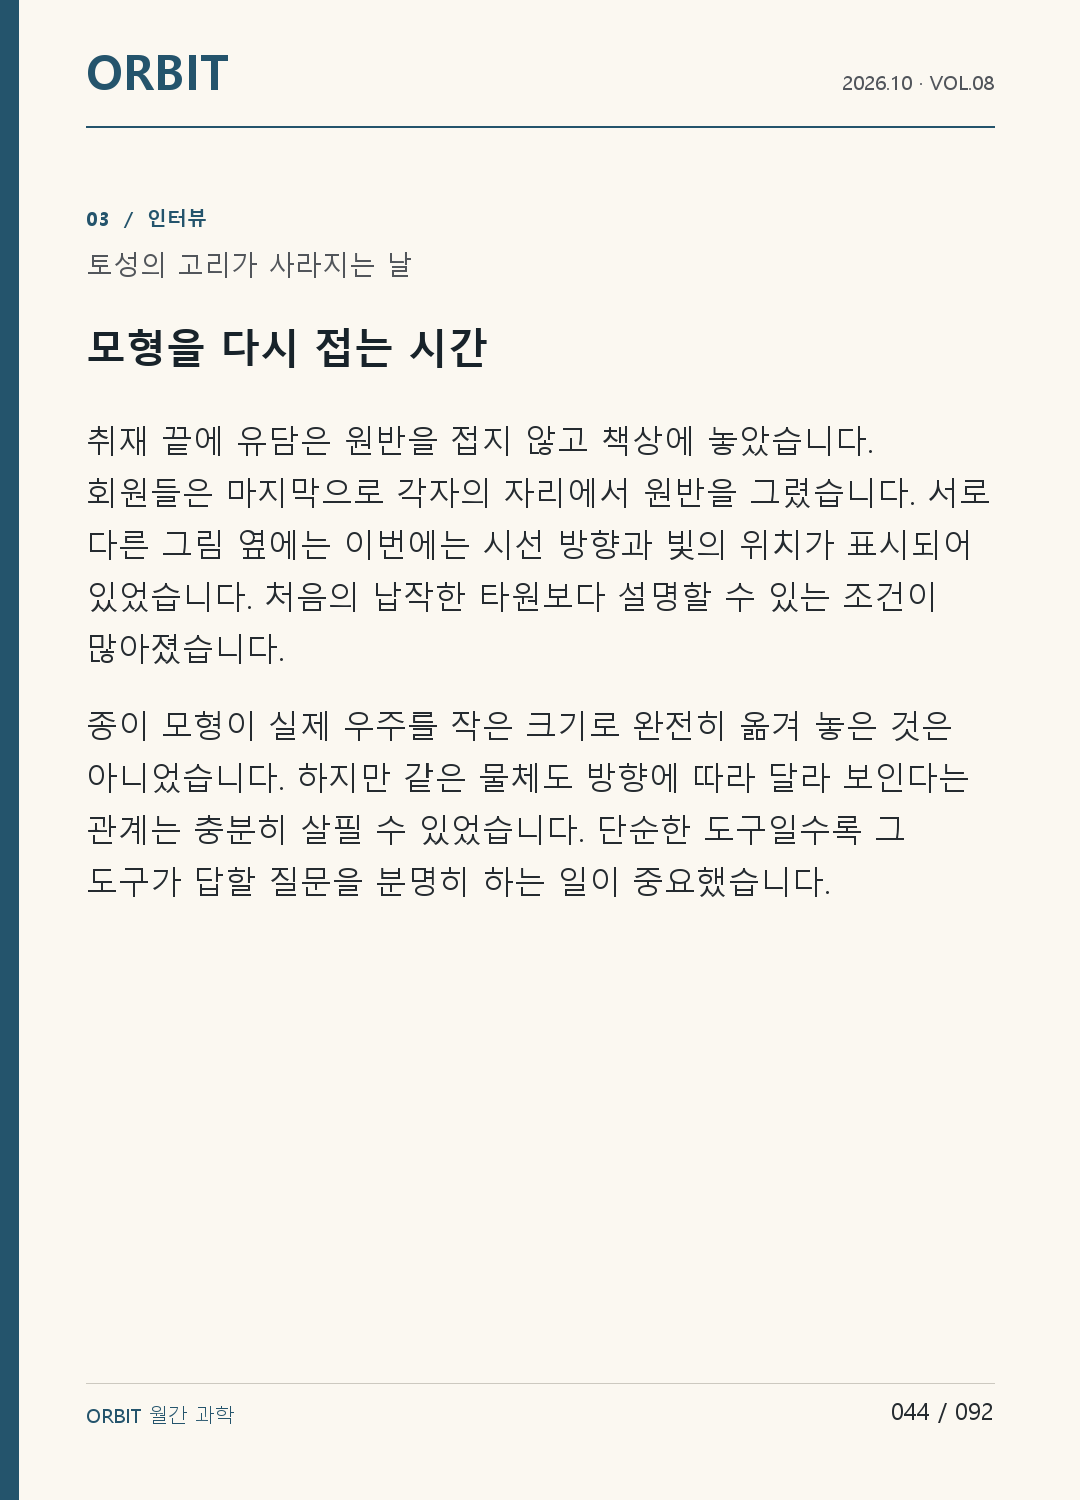 ORBIT
2026.10 · VOL.08
03 / 인터뷰
토성의 고리가 사라지는 날
모형을 다시 접는 시간
취재 끝에 유담은 원반을 접지 않고 책상에 놓았습니다.
회원들은 마지막으로 각자의 자리에서 원반을 그렸습니다. 서로
다른 그림 옆에는 이번에는 시선 방향과 빛의 위치가 표시되어
있었습니다. 처음의 납작한 타원보다 설명할 수 있는 조건이
많아졌습니다.
종이 모형이 실제 우주를 작은 크기로 완전히 옮겨 놓은 것은
아니었습니다. 하지만 같은 물체도 방향에 따라 달라 보인다는
관계는 충분히 살필 수 있었습니다. 단순한 도구일수록 그
도구가 답할 질문을 분명히 하는 일이 중요했습니다.
ORBIT 월간 과학
044 / 092